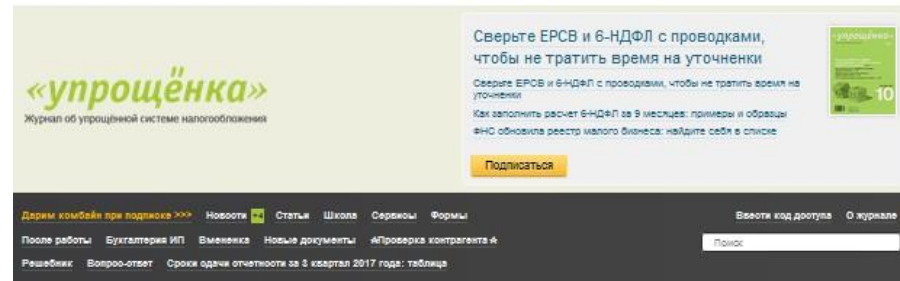 Сверьте ЕРСВ и 6-НДФЛ с проводками,
чтобы не тратить время на уточненки
Сверьте ЕРСВ и 6-НДФЛ с проводками, чтобы не тратить время на
уточненки
Как заполнить расчет 6-НДФЛ за 9 месяцев: примеры и образцы
ФНС обновила реестр малого бизнеса: найдите себя в списке
Подписаться
«упрощёнка»
10
«упрощёнка»
Журнал об упрощённой системе налогообложения
Дарим комбайн при подписке >>> Новости +4 Статьи Школа Сервисы Формы Ввести код доступа О журнале
После работы Бухгалтерия ИП Вмененка Новые документы Проверка контрагента Поиск
Решебник Вопрос-ответ Сроки сдачи отчетности за 3 квартал 2017 года: таблица